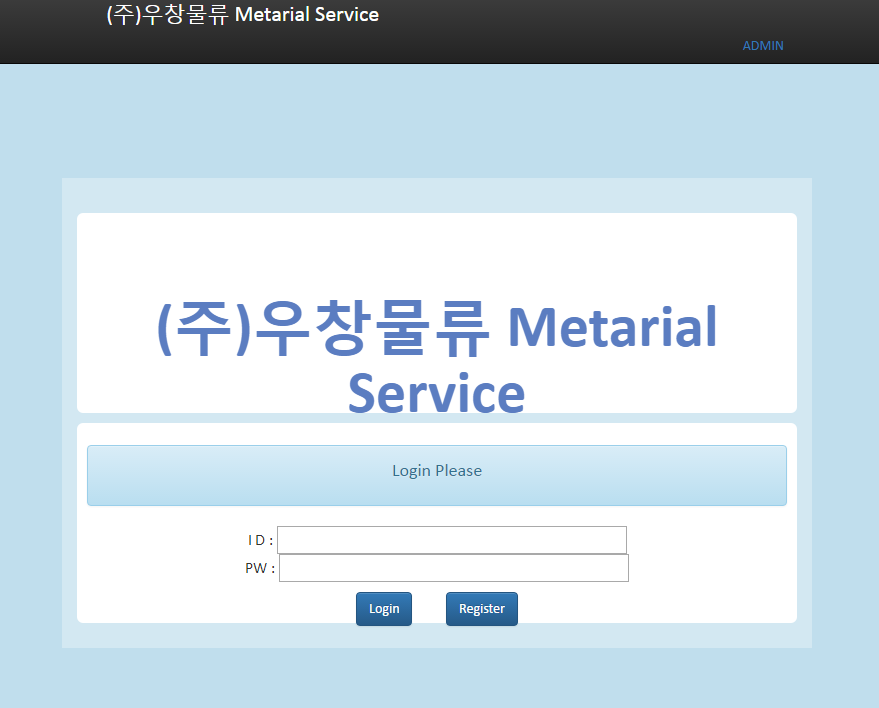 (주)우창물류 Metarial Service
ADMIN
(주)우창물류 Metarial
Service
Login Please
I D :
PW :
Login Register